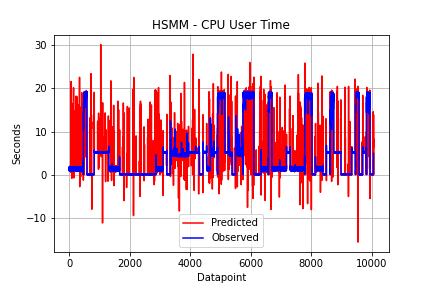 HSMM - CPU User Time
30
20
10
0
−10
Seconds
0
2000
4000
6000
8000
10000
Datapoint
Predicted
Observed